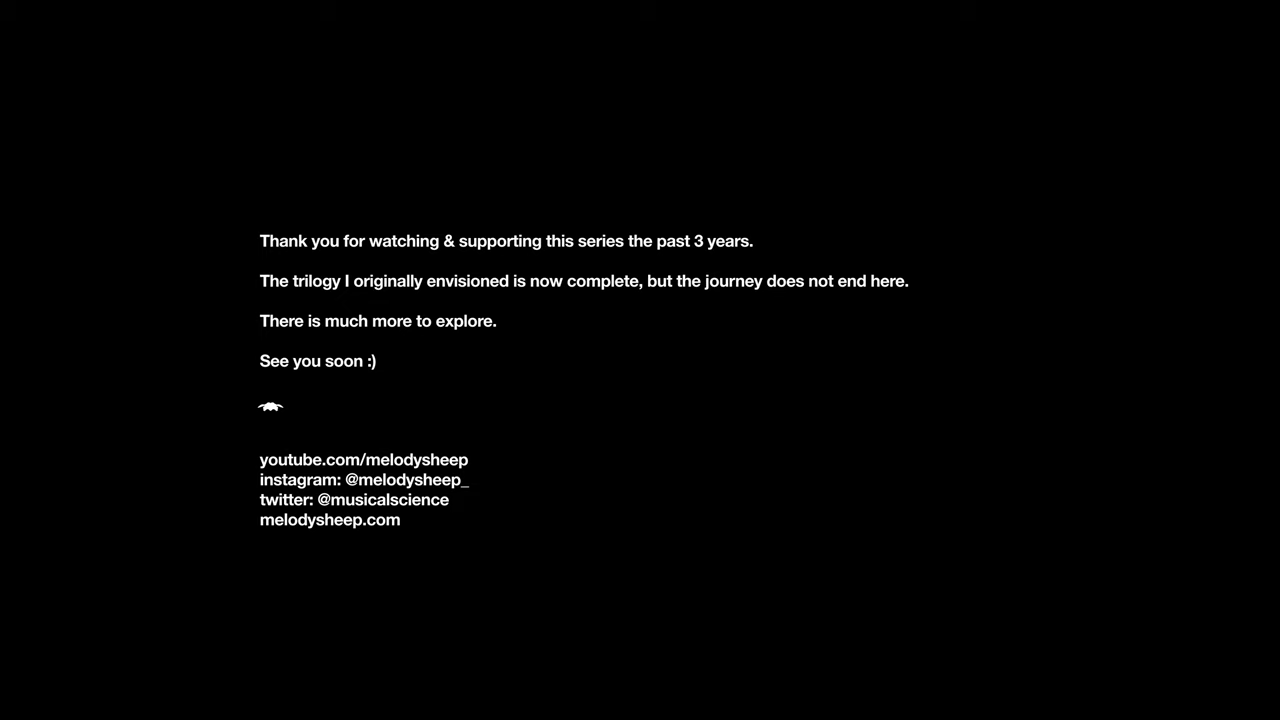 Thank you for watching & supporting this series the past 3 years.
The trilogy I originally envisioned is now complete, but the journey does not end here.
There is much more to explore.
See you soon :)
youtube.com/melodysheep
instagram: @melodysheep_
twitter: @musicalscience
melodysheep.com